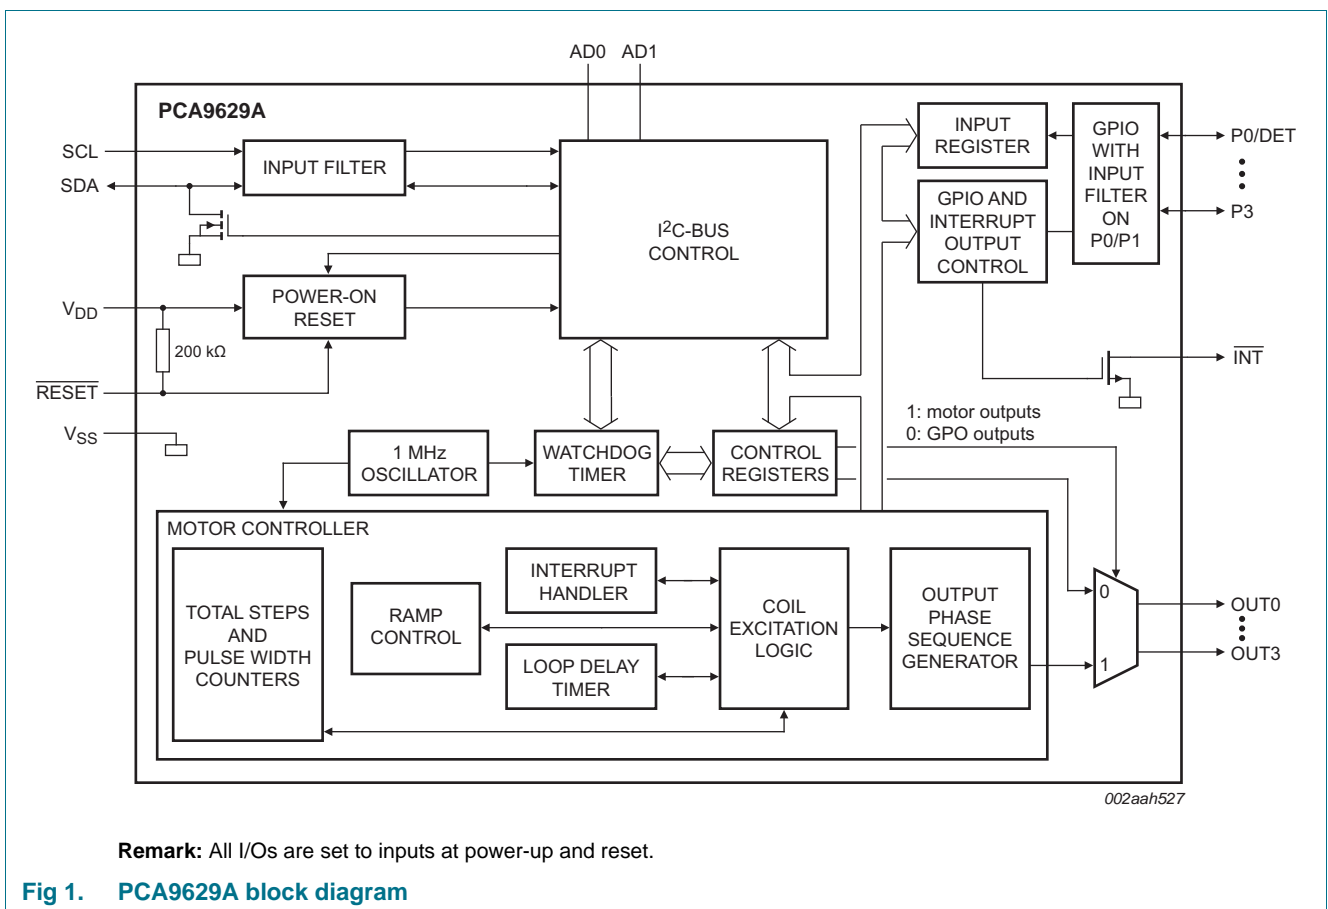 AD0 AD1
PCA9629A
SCL
SDA
INPUT FILTER
I2C-BUS
CONTROL
INPUT
REGISTER
GPIO
WITH
INPUT
FILTER
ON
P0/P1
P0/DET
P3
GPIO AND
INTERRUPT
OUTPUT
CONTROL
VDD
POWER-ON
RESET
200 kΩ
RESET
VSS
INT
1: motor outputs
0: GPO outputs
1 MHz
OSCILLATOR
WATCHDOG
TIMER
CONTROL
REGISTERS
MOTOR CONTROLLER
TOTAL STEPS
AND
PULSE WIDTH
COUNTERS
RAMP
CONTROL
INTERRUPT
HANDLER
LOOP DELAY
TIMER
COIL
EXCITATION
LOGIC
OUTPUT
PHASE
SEQUENCE
GENERATOR
0
1
OUT0
OUT3
002aah527
Remark: All I/Os are set to inputs at power-up and reset.
Fig 1. PCA9629A block diagram